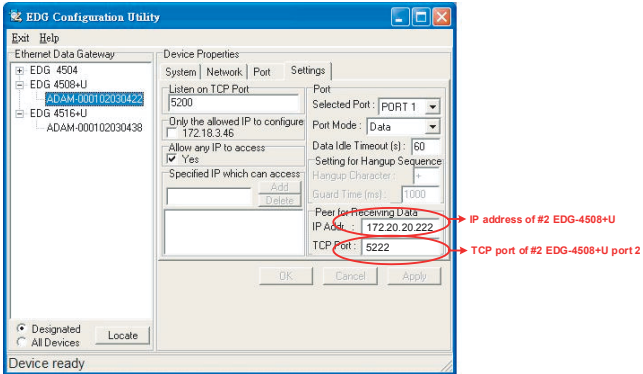 EDG Configuration Utility
Exit Help
Ethernet Data Gateway
EDG 4504
EDG 4508+U
ADAM-000102030422
EDG 4516+U
ADAM-000102030438
Designated
All Devices
Locate
Device Properties
System Network Port Settings
Listen on TCP Port
5200
Only the allowed IP to configure
172.18.3.46
Allow any IP to access
Yes
Specified IP which can access
Add
Delete
Port
Selected Port : PORT 1
Port Mode : Data
Data Idle Timeout (s) : 60
Setting for Hangup Sequence
Hangup Character : +
Guard Time (ms) : 1000
Peer for Receiving Data
IP Addr. : 172.20.20.222
TCP Port : 5222
IP address of #2 EDG-4508+U
TCP port of #2 EDG-4508+U port 2
OK Cancel Apply
Device ready